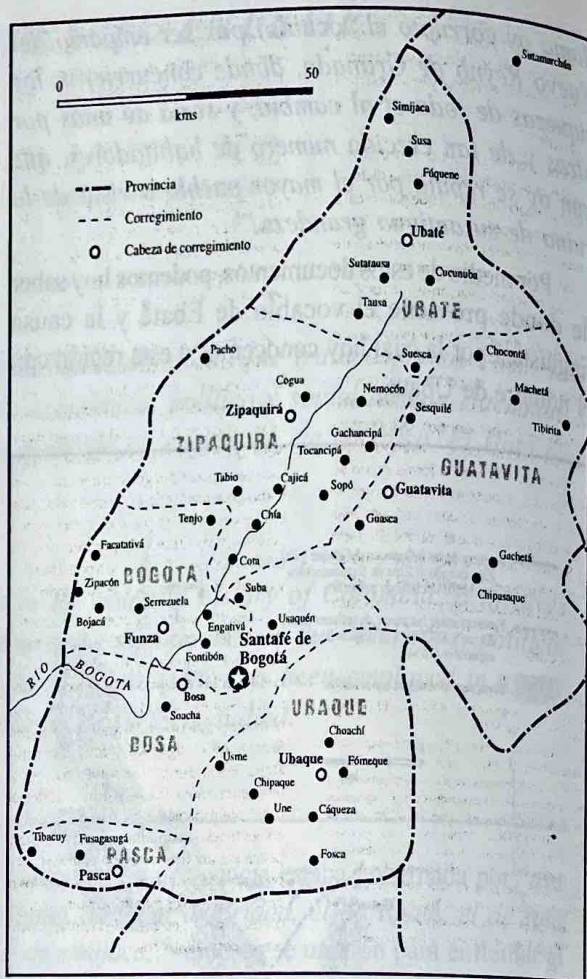 Sutamarchín
0 50
kms
Simijaca
Susa
Fóquene
Provincia
Corregimiento
Cabeza de corregimiento
Ubaté
Sutatausa
Cucunubá
Tausa
UBATE
Pacho
Suesca
Chocontá
Cogua
Nemocón
Machetá
Zipaquirá
Sesquilé
Tibirita
ZIPAQUIRA
Gachancipá
Tocancipá
GUATAVITA
Tabio
Cajicá
Sopó
Guatavita
Tenjo
Chía
Guasca
Facatativá
Cota
Gachetá
BOGOTA
Zipacón
Suba
Chipasaque
Bojacá
Serrezuela
Engativá
Usaquén
Funza
Santafé de
Bogotá
Fontibón
RIO BOGOTA
Bosa
Soacha
UBAQUE
BOSA
Choachí
Usme
Ubaque
Fómeque
Chipaque
Une
Cáqueza
Tibacuy
Fusagasugá
PASCA
Pasca
Fosca